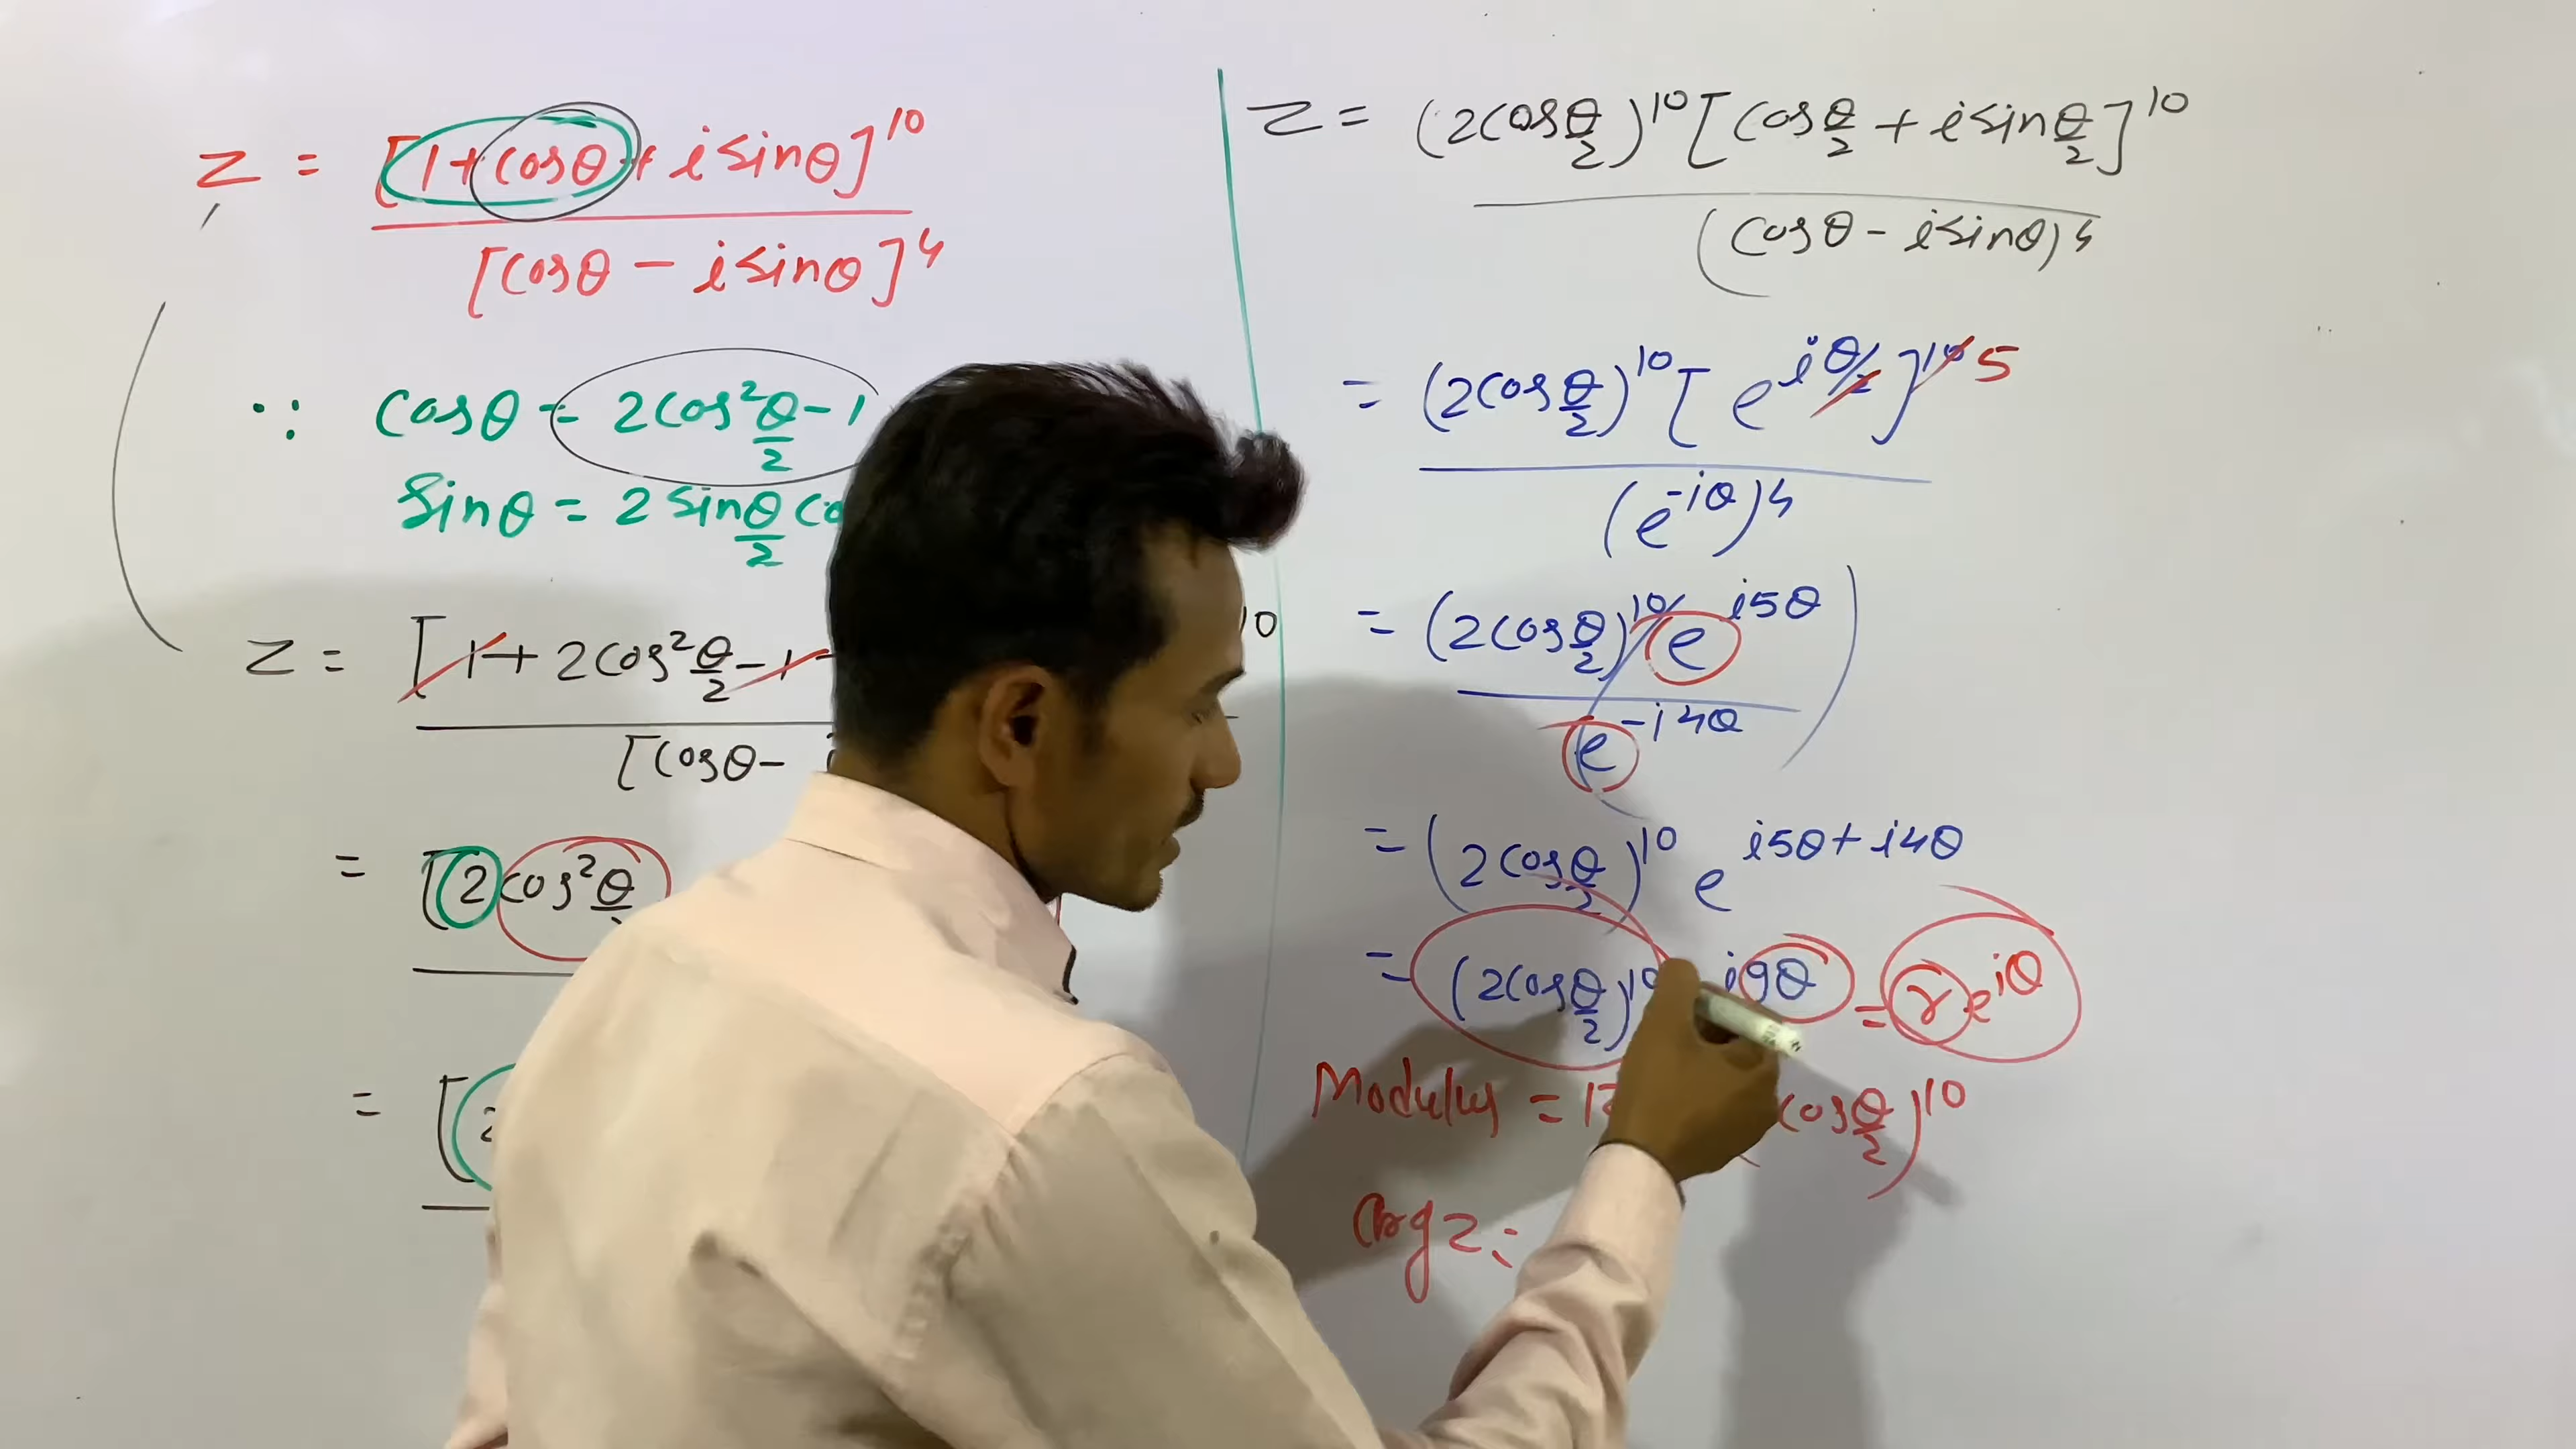 z = [1+cosθ + i sinθ]^10
[cosθ - i sinθ]^4
∵ cosθ = 2cos²θ/2 - 1
sinθ = 2 sinθ/2 co
z = [1 + 2cos²θ/2 - 1 10
[cosθ -
= [2cos²θ
= [2
z = (2cosθ/2)^10 [cosθ/2 + i sinθ/2]^10
(cosθ - i sinθ)^4
= (2cosθ/2)^10 [e^iθ/2]^10 5
(e^-iθ)^4
= (2cosθ/2)^10 e^i5θ
e^-i4θ
= (2cosθ/2)^10 e^i5θ+i4θ
= (2cosθ/2)^10 i9θ = re^iθ
Modulus = cosθ/2)^10
Arg z =